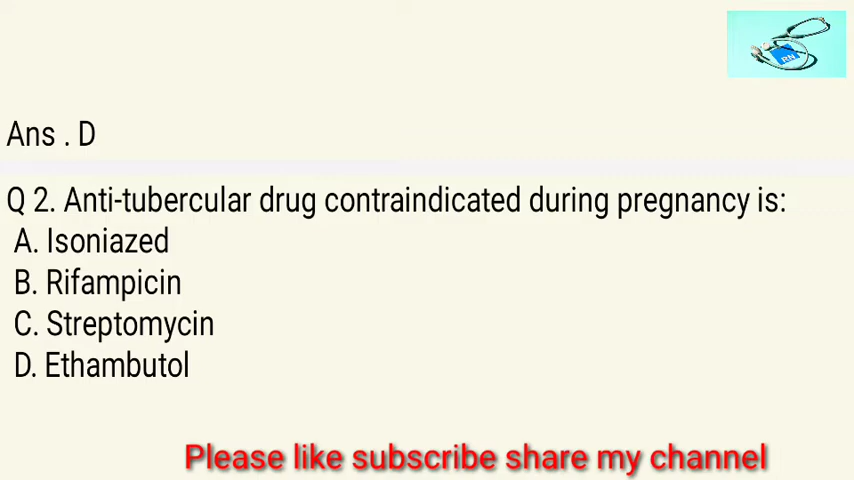 RN
Ans . D
Q 2. Anti-tubercular drug contraindicated during pregnancy is:
A. Isoniazed
B. Rifampicin
C. Streptomycin
D. Ethambutol
Please like subscribe share my channel